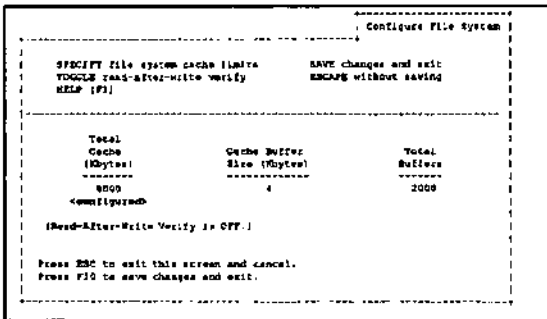 Configure File System
SPECIFY file system cache limits SAVE changes and exit
TOGGLE read-after-write verify ESCAPE without saving
HELP (F1)
Total
Cache Cache Buffer Total
(Kbytes) Size (Kbytes) Buffers
8000 4 2000
<configured>
(Read-After-Write Verify is OFF.)
Press ESC to exit this screen and cancel.
Press F10 to save changes and exit.